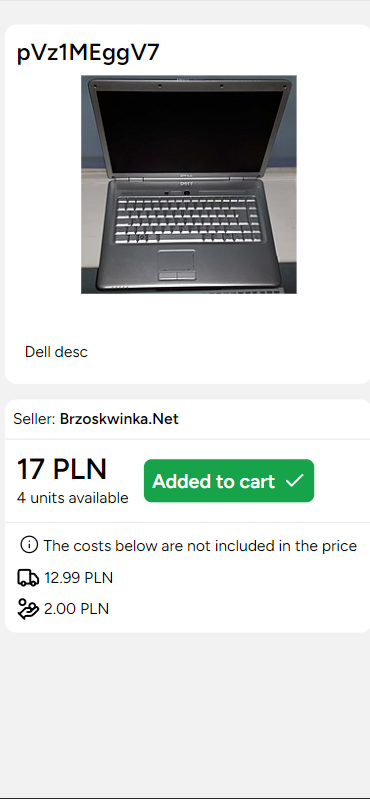 pVz1MEggV7
DELL
Dell desc
Seller: Brzoskwinka.Net
17 PLN
4 units available
Added to cart
The costs below are not included in the price
12.99 PLN
2.00 PLN